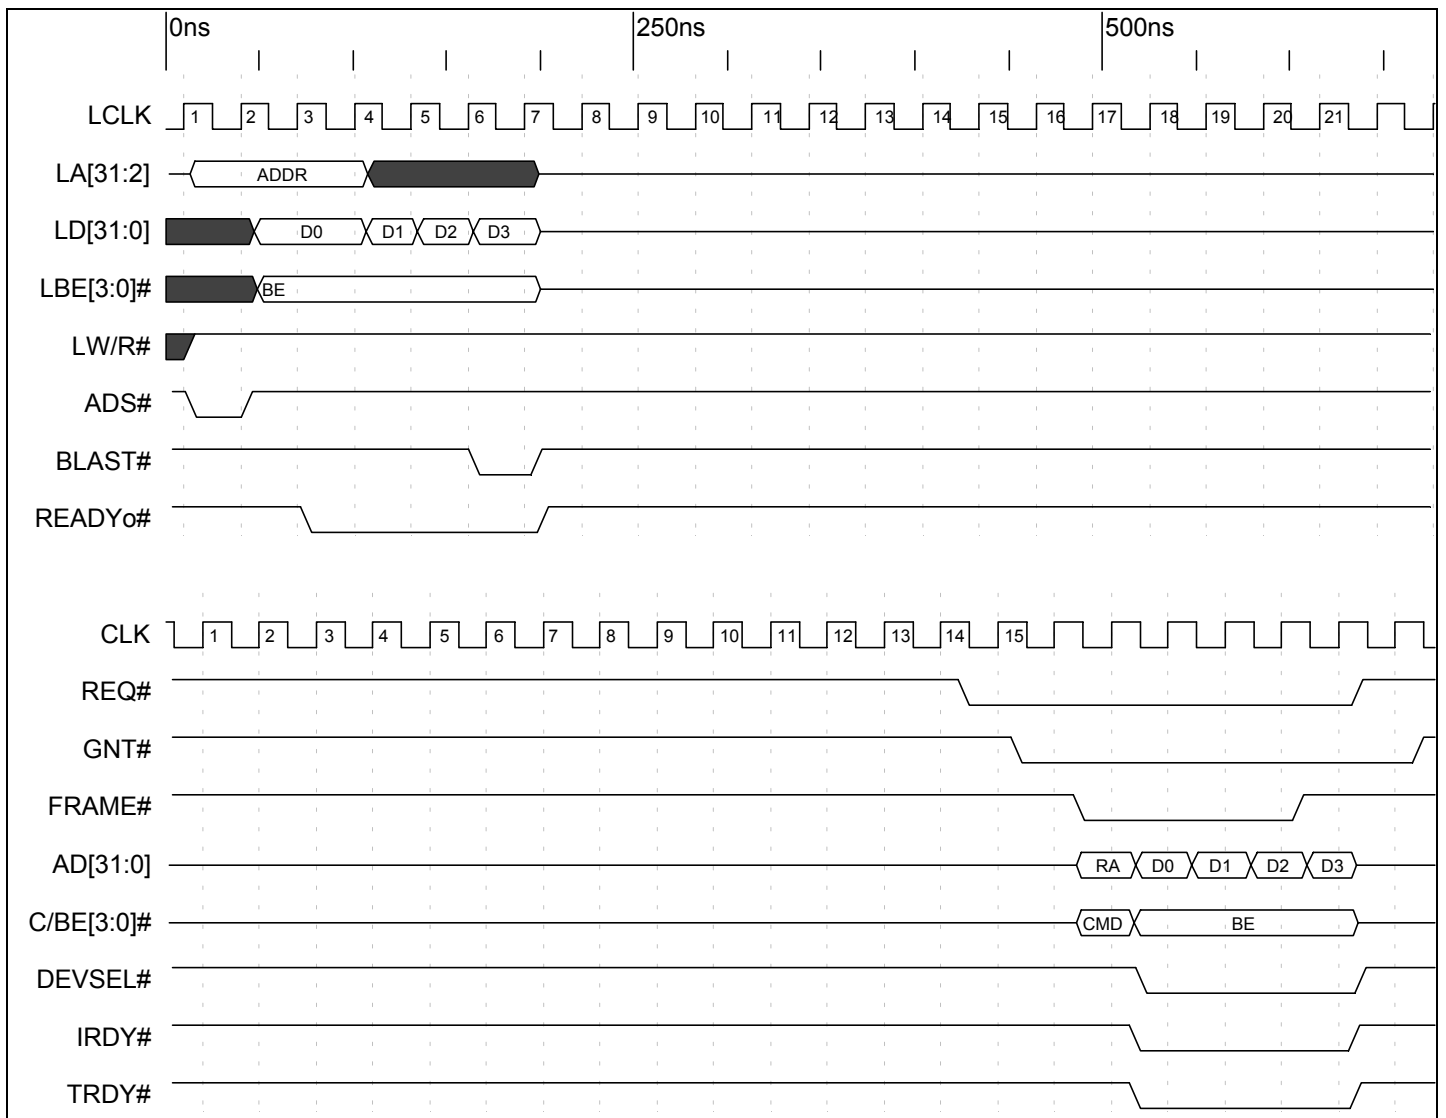 0ns 250ns 500ns
LCLK 1 2 3 4 5 6 7 8 9 10 11 12 13 14 15 16 17 18 19 20 21
LA[31:2] ADDR
LD[31:0] D0 D1 D2 D3
LBE[3:0]# BE
LW/R#
ADS#
BLAST#
READYo#
CLK 1 2 3 4 5 6 7 8 9 10 11 12 13 14 15
REQ#
GNT#
FRAME#
AD[31:0] RA D0 D1 D2 D3
C/BE[3:0]# CMD BE
DEVSEL#
IRDY#
TRDY#